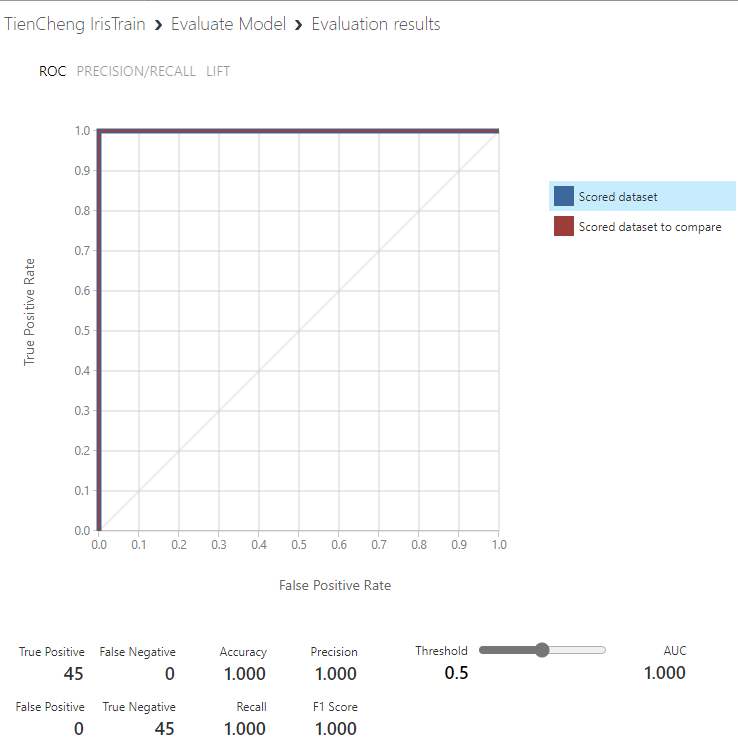 TienCheng IrisTrain › Evaluate Model › Evaluation results
ROC PRECISION/RECALL LIFT
1.0
0.9
0.8
0.7
0.6
0.5
0.4
0.3
0.2
0.1
0.0
True Positive Rate
0.0 0.1 0.2 0.3 0.4 0.5 0.6 0.7 0.8 0.9 1.0
False Positive Rate
Scored dataset
Scored dataset to compare
True Positive False Negative Accuracy Precision Threshold AUC
45 0 1.000 1.000 0.5 1.000
False Positive True Negative Recall F1 Score
0 45 1.000 1.000